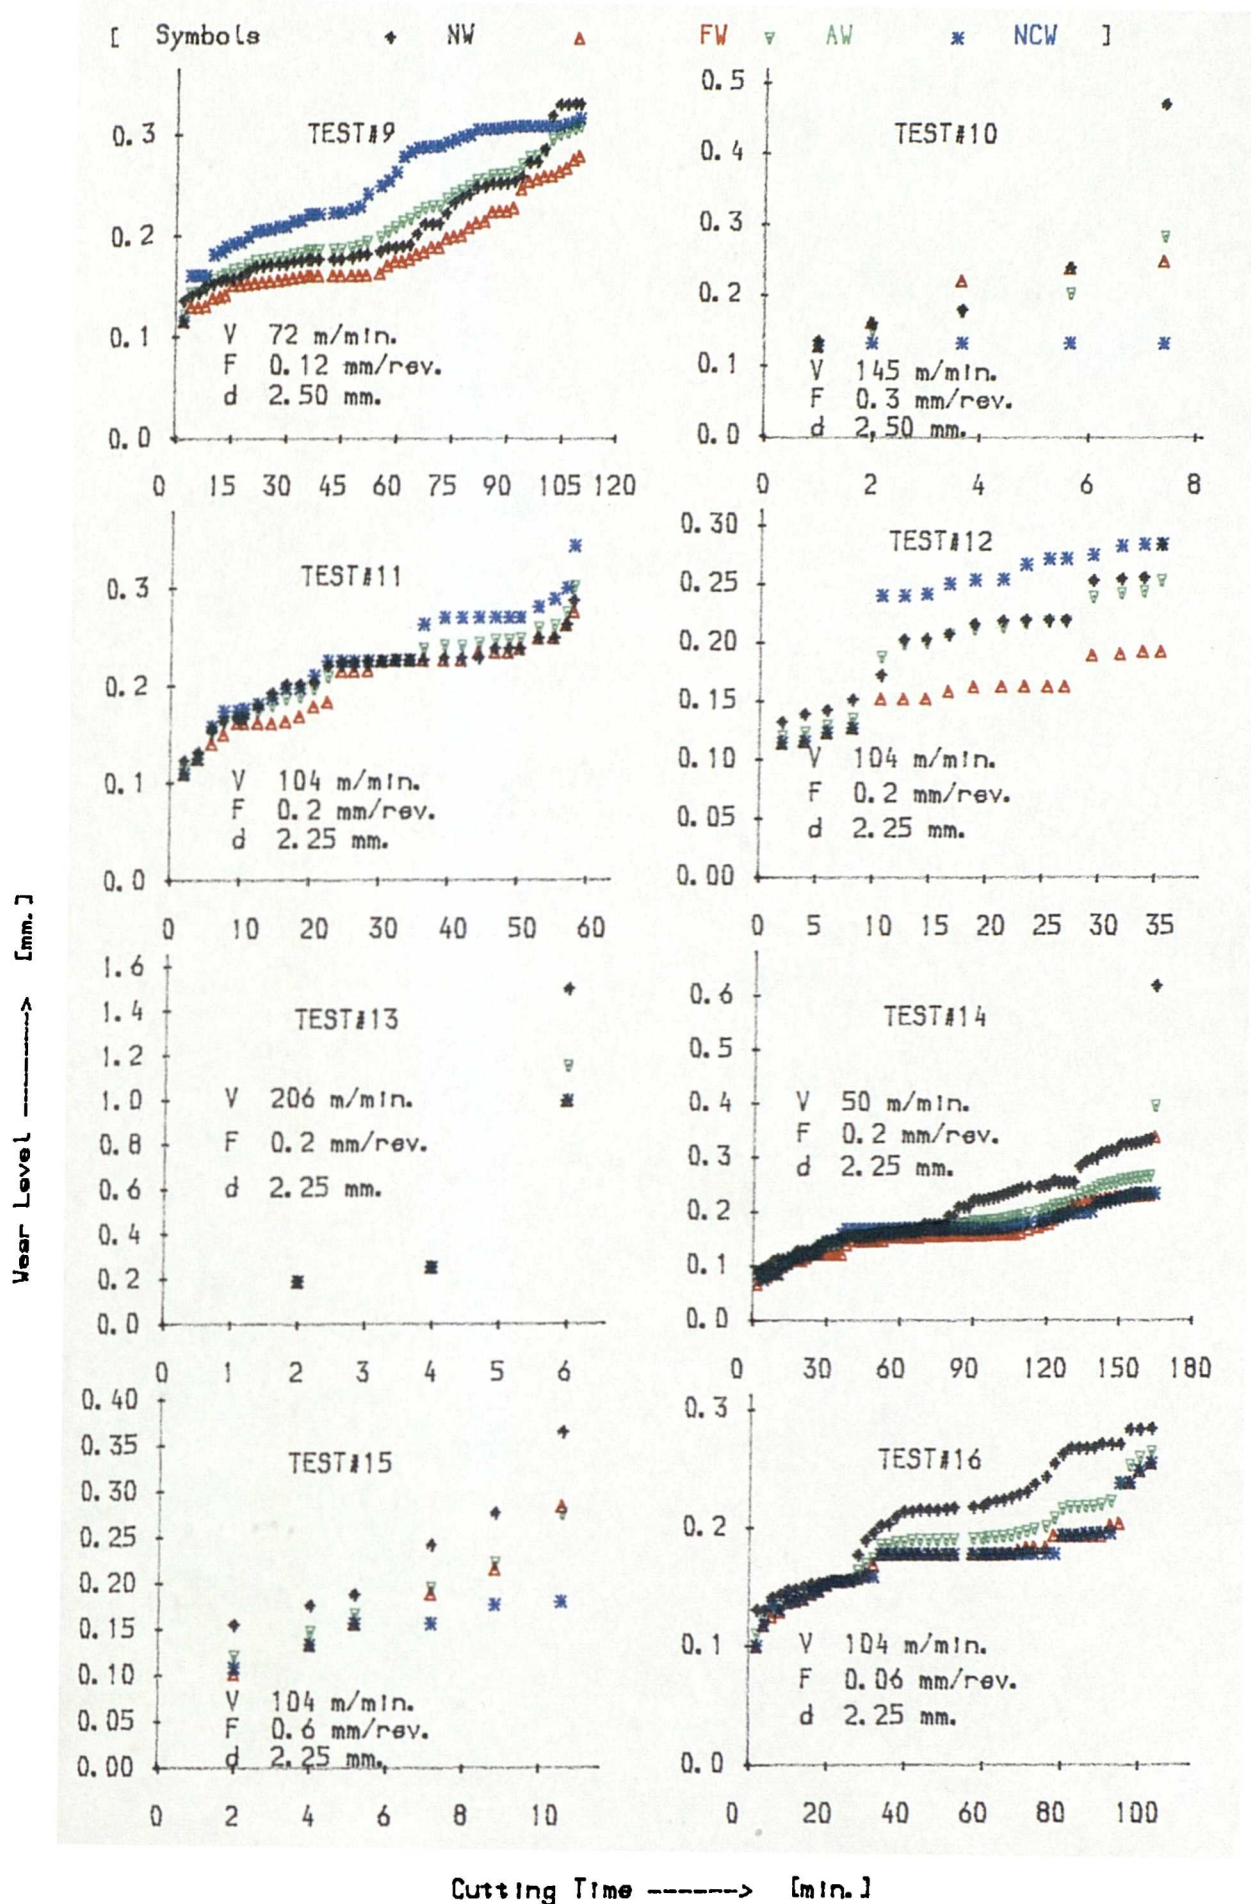 [ Symbols NW FW AW NCW ]
TEST#9
0.3
0.2
0.1
0.0
V 72 m/min.
F 0.12 mm/rev.
d 2.50 mm.
0 15 30 45 60 75 90 105 120
TEST#10
0.5
0.4
0.3
0.2
0.1
0.0
V 145 m/min.
F 0.3 mm/rev.
d 2.50 mm.
0 2 4 6 8
TEST#11
0.3
0.2
0.1
0.0
V 104 m/min.
F 0.2 mm/rev.
d 2.25 mm.
0 10 20 30 40 50 60
TEST#12
0.30
0.25
0.20
0.15
0.10
0.05
0.00
V 104 m/min.
F 0.2 mm/rev.
d 2.25 mm.
0 5 10 15 20 25 30 35
TEST#13
1.6
1.4
1.2
1.0
0.8
0.6
0.4
0.2
0.0
V 206 m/min.
F 0.2 mm/rev.
d 2.25 mm.
0 1 2 3 4 5 6
TEST#14
0.6
0.5
0.4
0.3
0.2
0.1
0.0
V 50 m/min.
F 0.2 mm/rev.
d 2.25 mm.
0 30 60 90 120 150 180
TEST#15
0.40
0.35
0.30
0.25
0.20
0.15
0.10
0.05
0.00
V 104 m/min.
F 0.6 mm/rev.
d 2.25 mm.
0 2 4 6 8 10
TEST#16
0.3
0.2
0.1
0.0
V 104 m/min.
F 0.06 mm/rev.
d 2.25 mm.
0 20 40 60 80 100
Wear Level ------> [mm.]
Cutting Time ------> [min.]